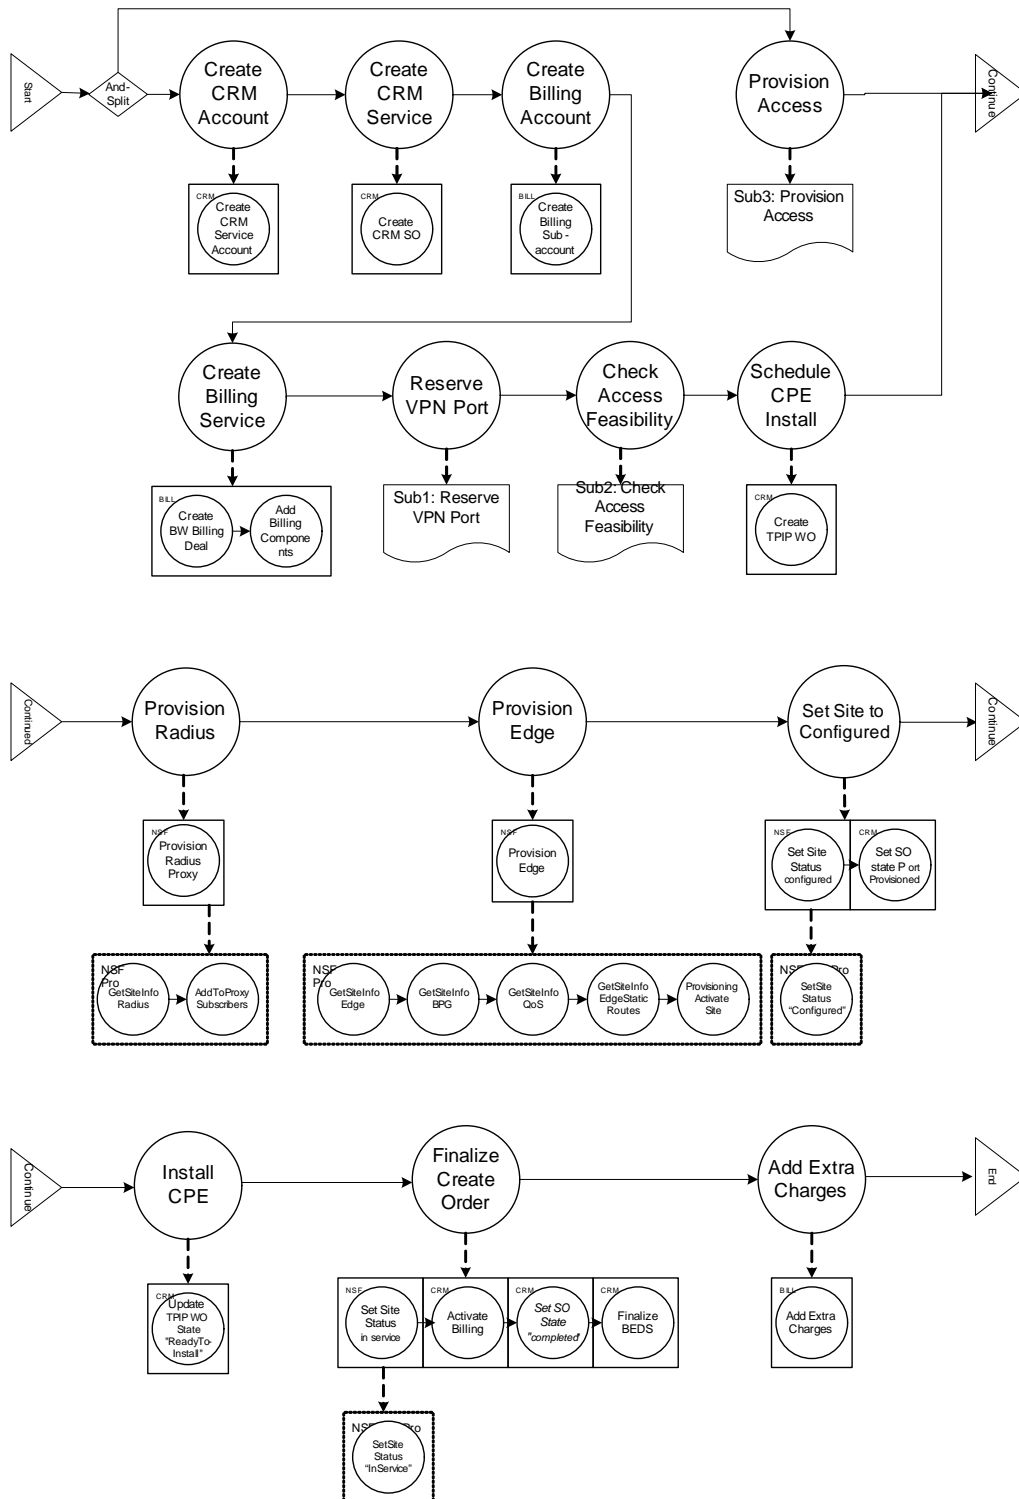 Start
And-
Split
Create
CRM
Account
Create
CRM
Service
Create
Billing
Account
Provision
Access
Continue
CRM
Create
CRM
Service
Account
CRM
Create
CRM SO
BILL
Create
Billing
Sub -
account
Sub3: Provision
Access
Create
Billing
Service
Reserve
VPN Port
Check
Access
Feasibility
Schedule
CPE
Install
BILL
Create
BW Billing
Deal
Add
Billing
Compone
nts
Sub1: Reserve
VPN Port
Sub2: Check
Access
Feasibility
CRM
Create
TPIP WO
Continued
Provision
Radius
Provision
Edge
Set Site to
Configured
Continue
NSF
Provision
Radius
Proxy
NSF
Provision
Edge
NSF
Set Site
Status
configured
CRM
Set SO
state P ort
Provisioned
NSF
Pro
GetSiteInfo
Radius
AddToProxy
Subscribers
NSF
Pro
GetSiteInfo
Edge
GetSiteInfo
BPG
GetSiteInfo
QoS
GetSiteInfo
EdgeStatic
Routes
Provisioning
Activate
Site
NSF Pro
SetSite
Status
“Configured”
Continue
Install
CPE
Finalize
Create
Order
Add Extra
Charges
End
CRM
Update
TPIP WO
State
"ReadyTo-
Install"
NSF
Set Site
Status
in service
CRM
Activate
Billing
CRM
Set SO
State
"completed'
CRM
Finalize
BEDS
BILL
Add Extra
Charges
NSF Pro
SetSite
Status
“InService”